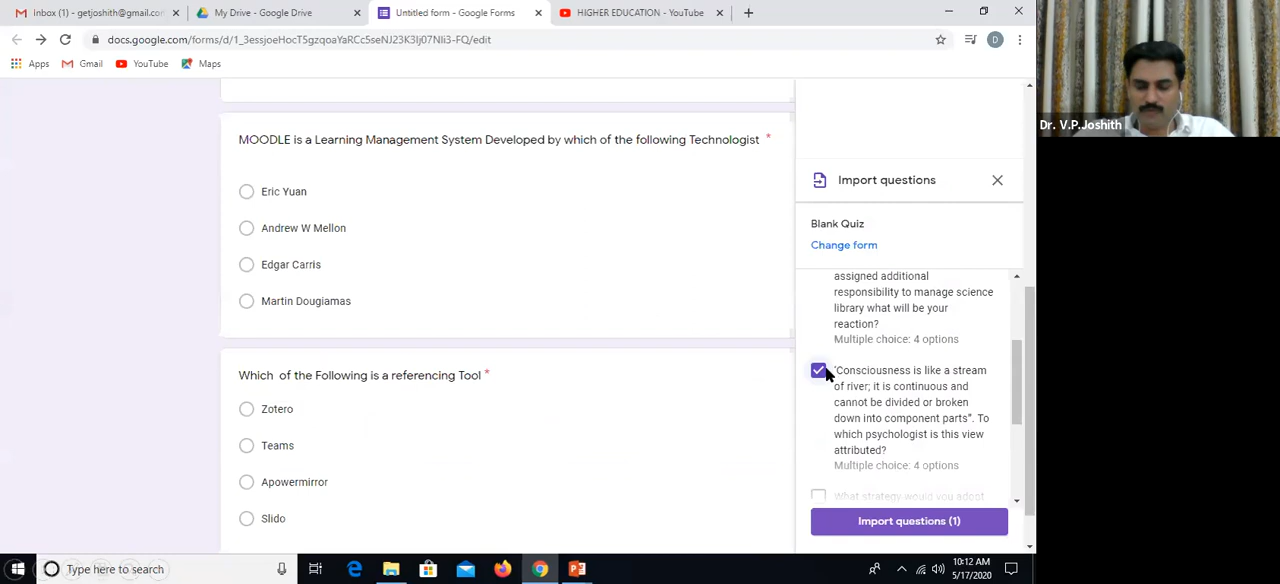 Inbox (1) - getjoshith@gmail.com
My Drive - Google Drive
Untitled form - Google Forms
HIGHER EDUCATION - YouTube
docs.google.com/forms/d/1_3essjoeHocT5gzqoaYaRCc5seNJ23K3Ij07NIi3-FQ/edit
D
Apps
Gmail
YouTube
Maps
Dr. V.P.Joshith
MOODLE is a Learning Management System Developed by which of the following Technologist *
Eric Yuan
Andrew W Mellon
Edgar Carris
Martin Dougiamas
Which of the Following is a referencing Tool *
Zotero
Teams
Apowermirror
Slido
Import questions
Blank Quiz
Change form
assigned additional
responsibility to manage science
library what will be your
reaction?
Multiple choice: 4 options
'Consciousness is like a stream
of river; it is continuous and
cannot be divided or broken
down into component parts". To
which psychologist is this view
attributed?
Multiple choice: 4 options
What strategy would you adopt
Import questions (1)
Type here to search
10:12 AM
5/17/2020